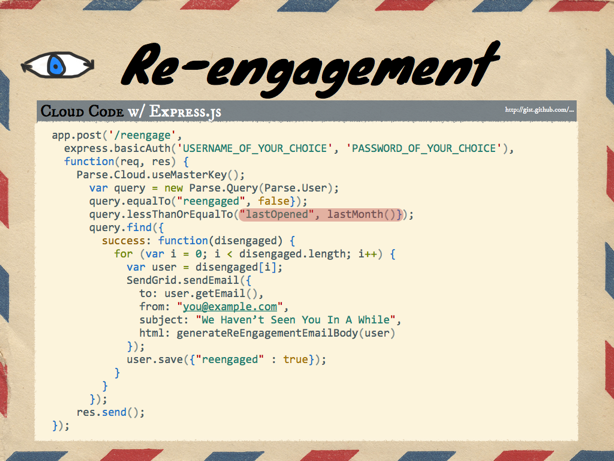 Re-engagement
Cloud Code w/ Express.js
http://gist.github.com/...
app.post('/reengage',
express.basicAuth('USERNAME_OF_YOUR_CHOICE', 'PASSWORD_OF_YOUR_CHOICE'),
function(req, res) {
Parse.Cloud.useMasterKey();
var query = new Parse.Query(Parse.User);
query.equalTo("reengaged", false});
query.lessThanOrEqualTo("lastOpened", lastMonth()});
query.find({
success: function(disengaged) {
for (var i = 0; i < disengaged.length; i++) {
var user = disengaged[i];
SendGrid.sendEmail({
to: user.getEmail(),
from: "you@example.com",
subject: "We Haven’t Seen You In A While",
html: generateReEngagementEmailBody(user)
});
user.save({"reengaged" : true});
}
}
});
res.send();
});